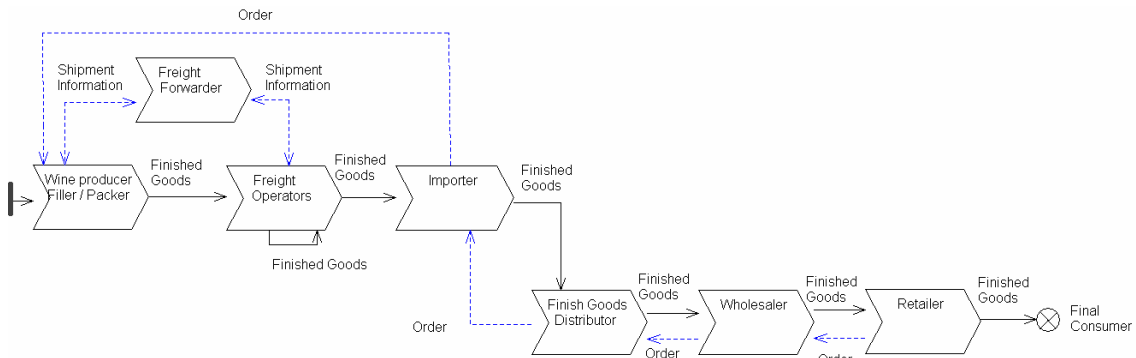 Order
Shipment
Information
Freight
Forwarder
Shipment
Information
Wine producer
Filler / Packer
Finished
Goods
Freight
Operators
Finished
Goods
Importer
Finished
Goods
Finished Goods
Order
Finish Goods
Distributor
Finished
Goods
Order
Wholesaler
Finished
Goods
Order
Retailer
Finished
Goods
Final
Consumer